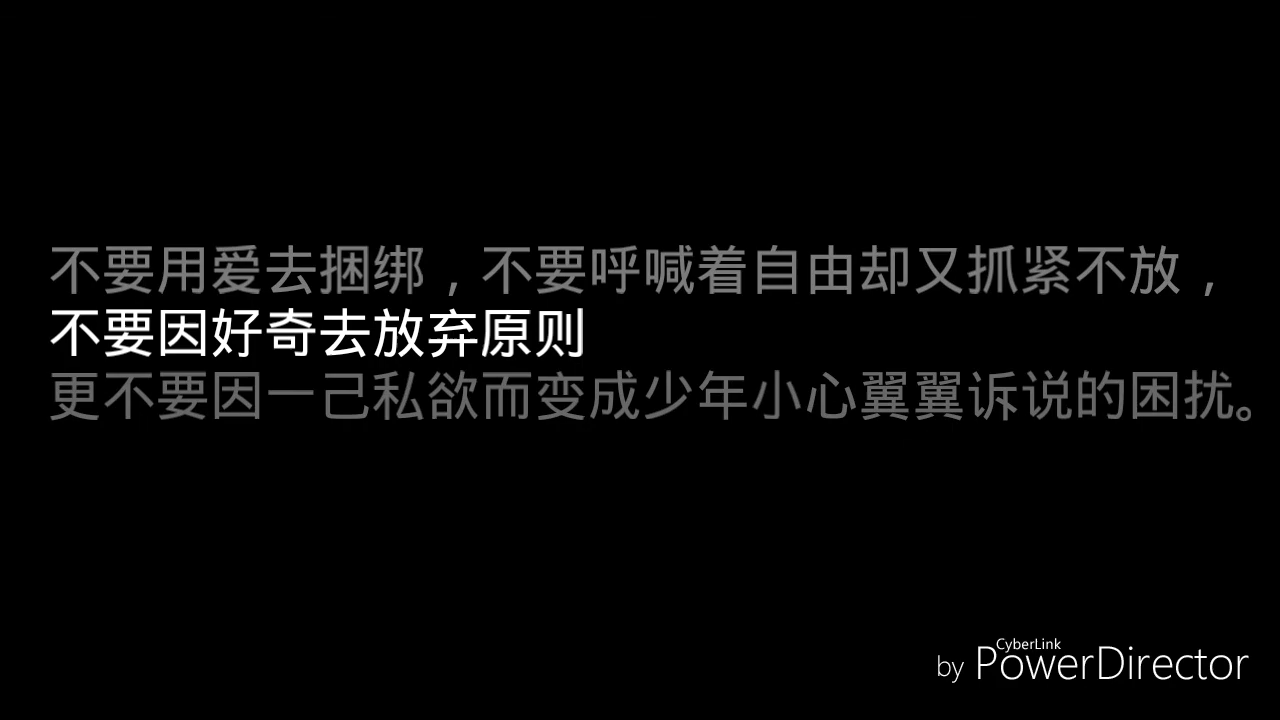 不要用爱去捆绑，不要呼喊着自由却又抓紧不放，
不要因好奇去放弃原则
更不要因一己私欲而变成少年小心翼翼诉说的困扰。
CyberLink
by PowerDirector